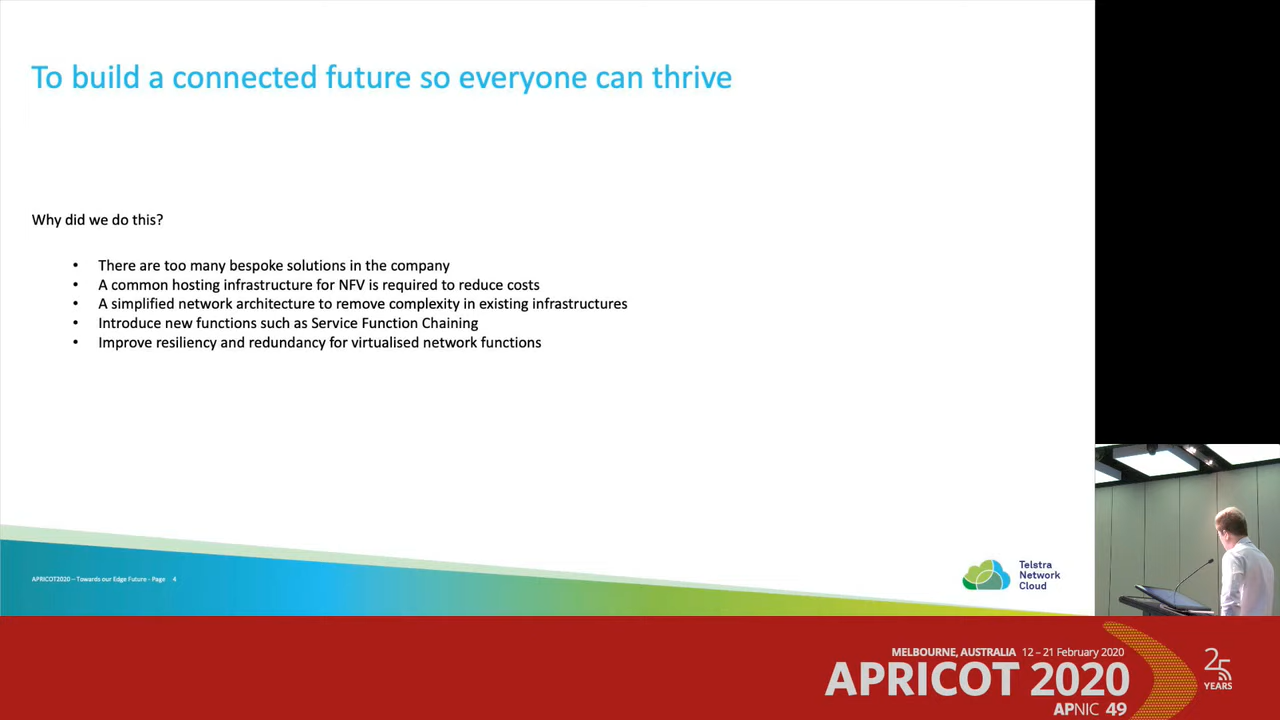 To build a connected future so everyone can thrive
Why did we do this?
• There are too many bespoke solutions in the company
• A common hosting infrastructure for NFV is required to reduce costs
• A simplified network architecture to remove complexity in existing infrastructures
• Introduce new functions such as Service Function Chaining
• Improve resiliency and redundancy for virtualised network functions
APRICOT2020 – Towards our Edge Future - Page 4
Telstra
Network
Cloud
MELBOURNE, AUSTRALIA 12 – 21 February 2020
APRICOT 2020
APNIC 49
25
YEARS